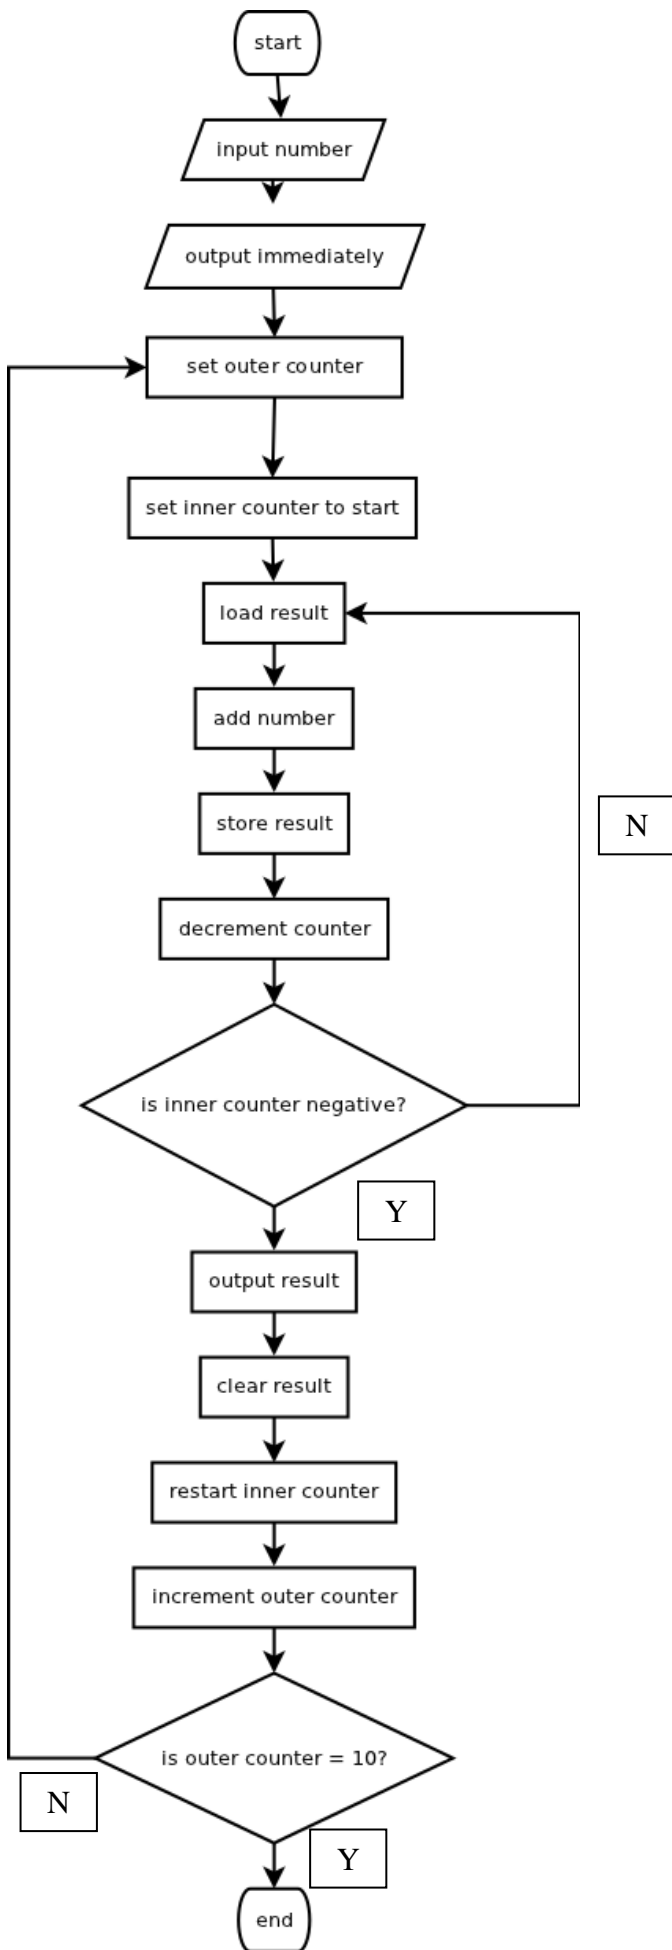 start
input number
output immediately
set outer counter
set inner counter to start
load result
add number
store result
N
decrement counter
is inner counter negative?
Y
output result
clear result
restart inner counter
increment outer counter
is outer counter = 10?
N
Y
end